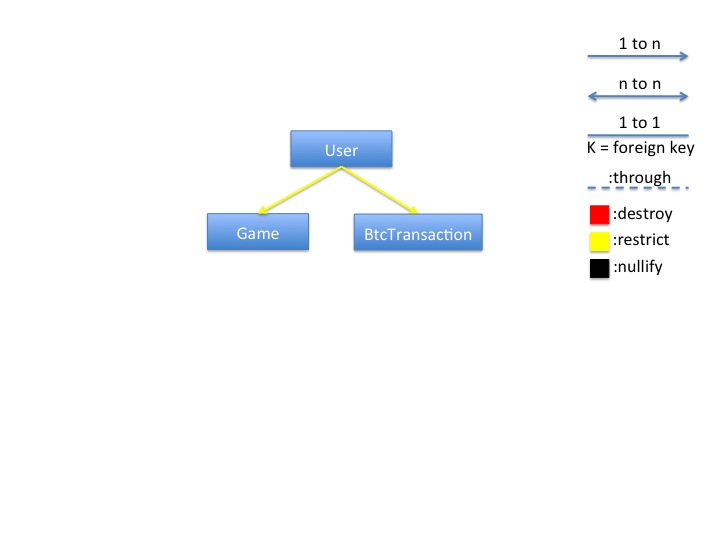 1 to n
n to n
1 to 1
K = foreign key
:through
:destroy
:restrict
:nullify
User
Game
BtcTransaction